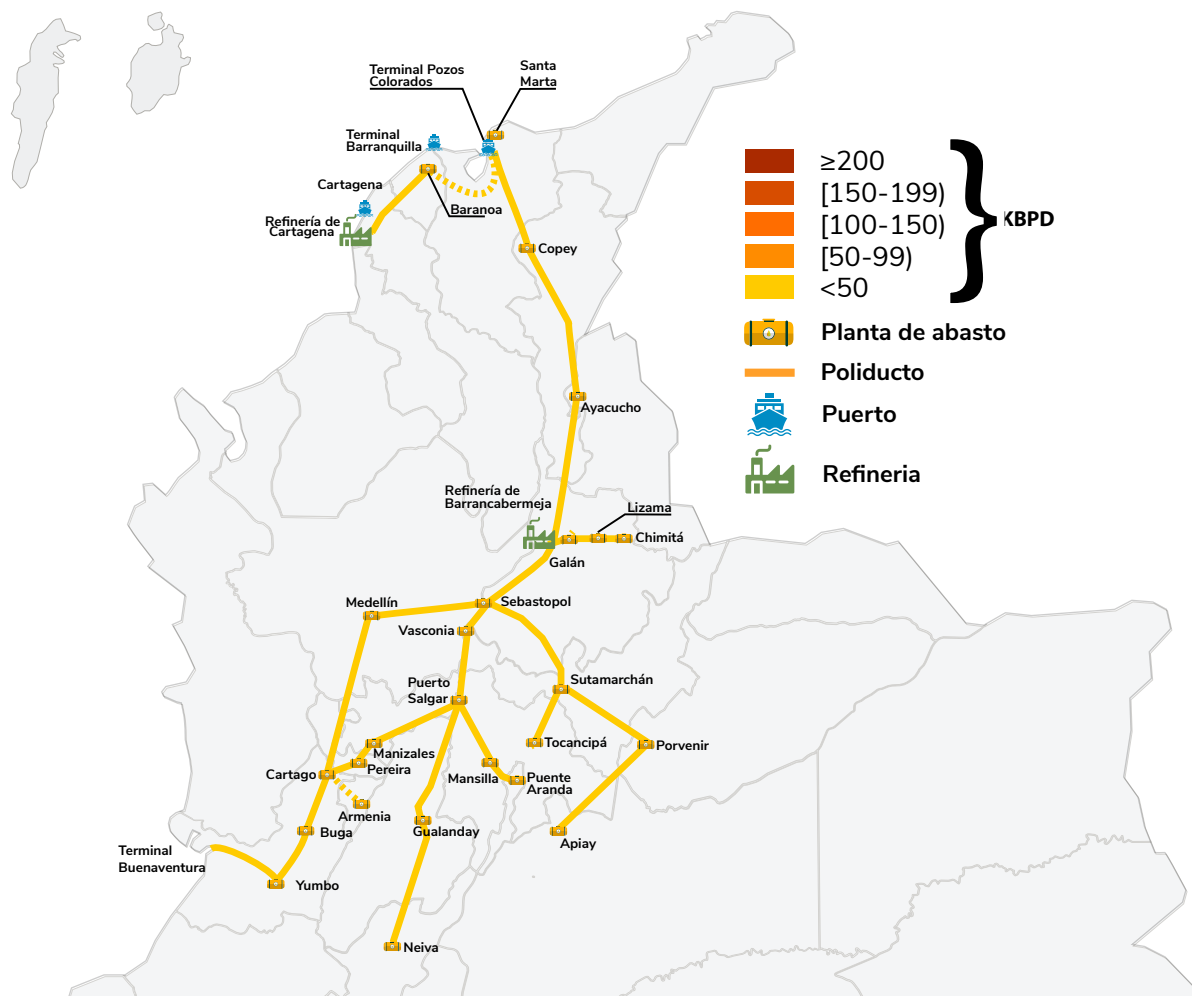 Terminal Pozos
Colorados
Santa
Marta
Terminal
Barranquilla
Cartagena
Refinería de
Cartagena
Baranoa
Copey
Ayacucho
Refinería de
Barrancabermeja
Lizama
Chimitá
Galán
Medellín
Sebastopol
Vasconia
Puerto
Salgar
Sutamarchán
Tocancipá
Porvenir
Manizales
Pereira
Cartago
Mansilla
Puente
Aranda
Armenia
Buga
Gualanday
Apiay
Terminal
Buenaventura
Yumbo
Neiva
≥200
[150-199)
[100-150)
[50-99)
<50
KBPD
Planta de abasto
Poliducto
Puerto
Refineria